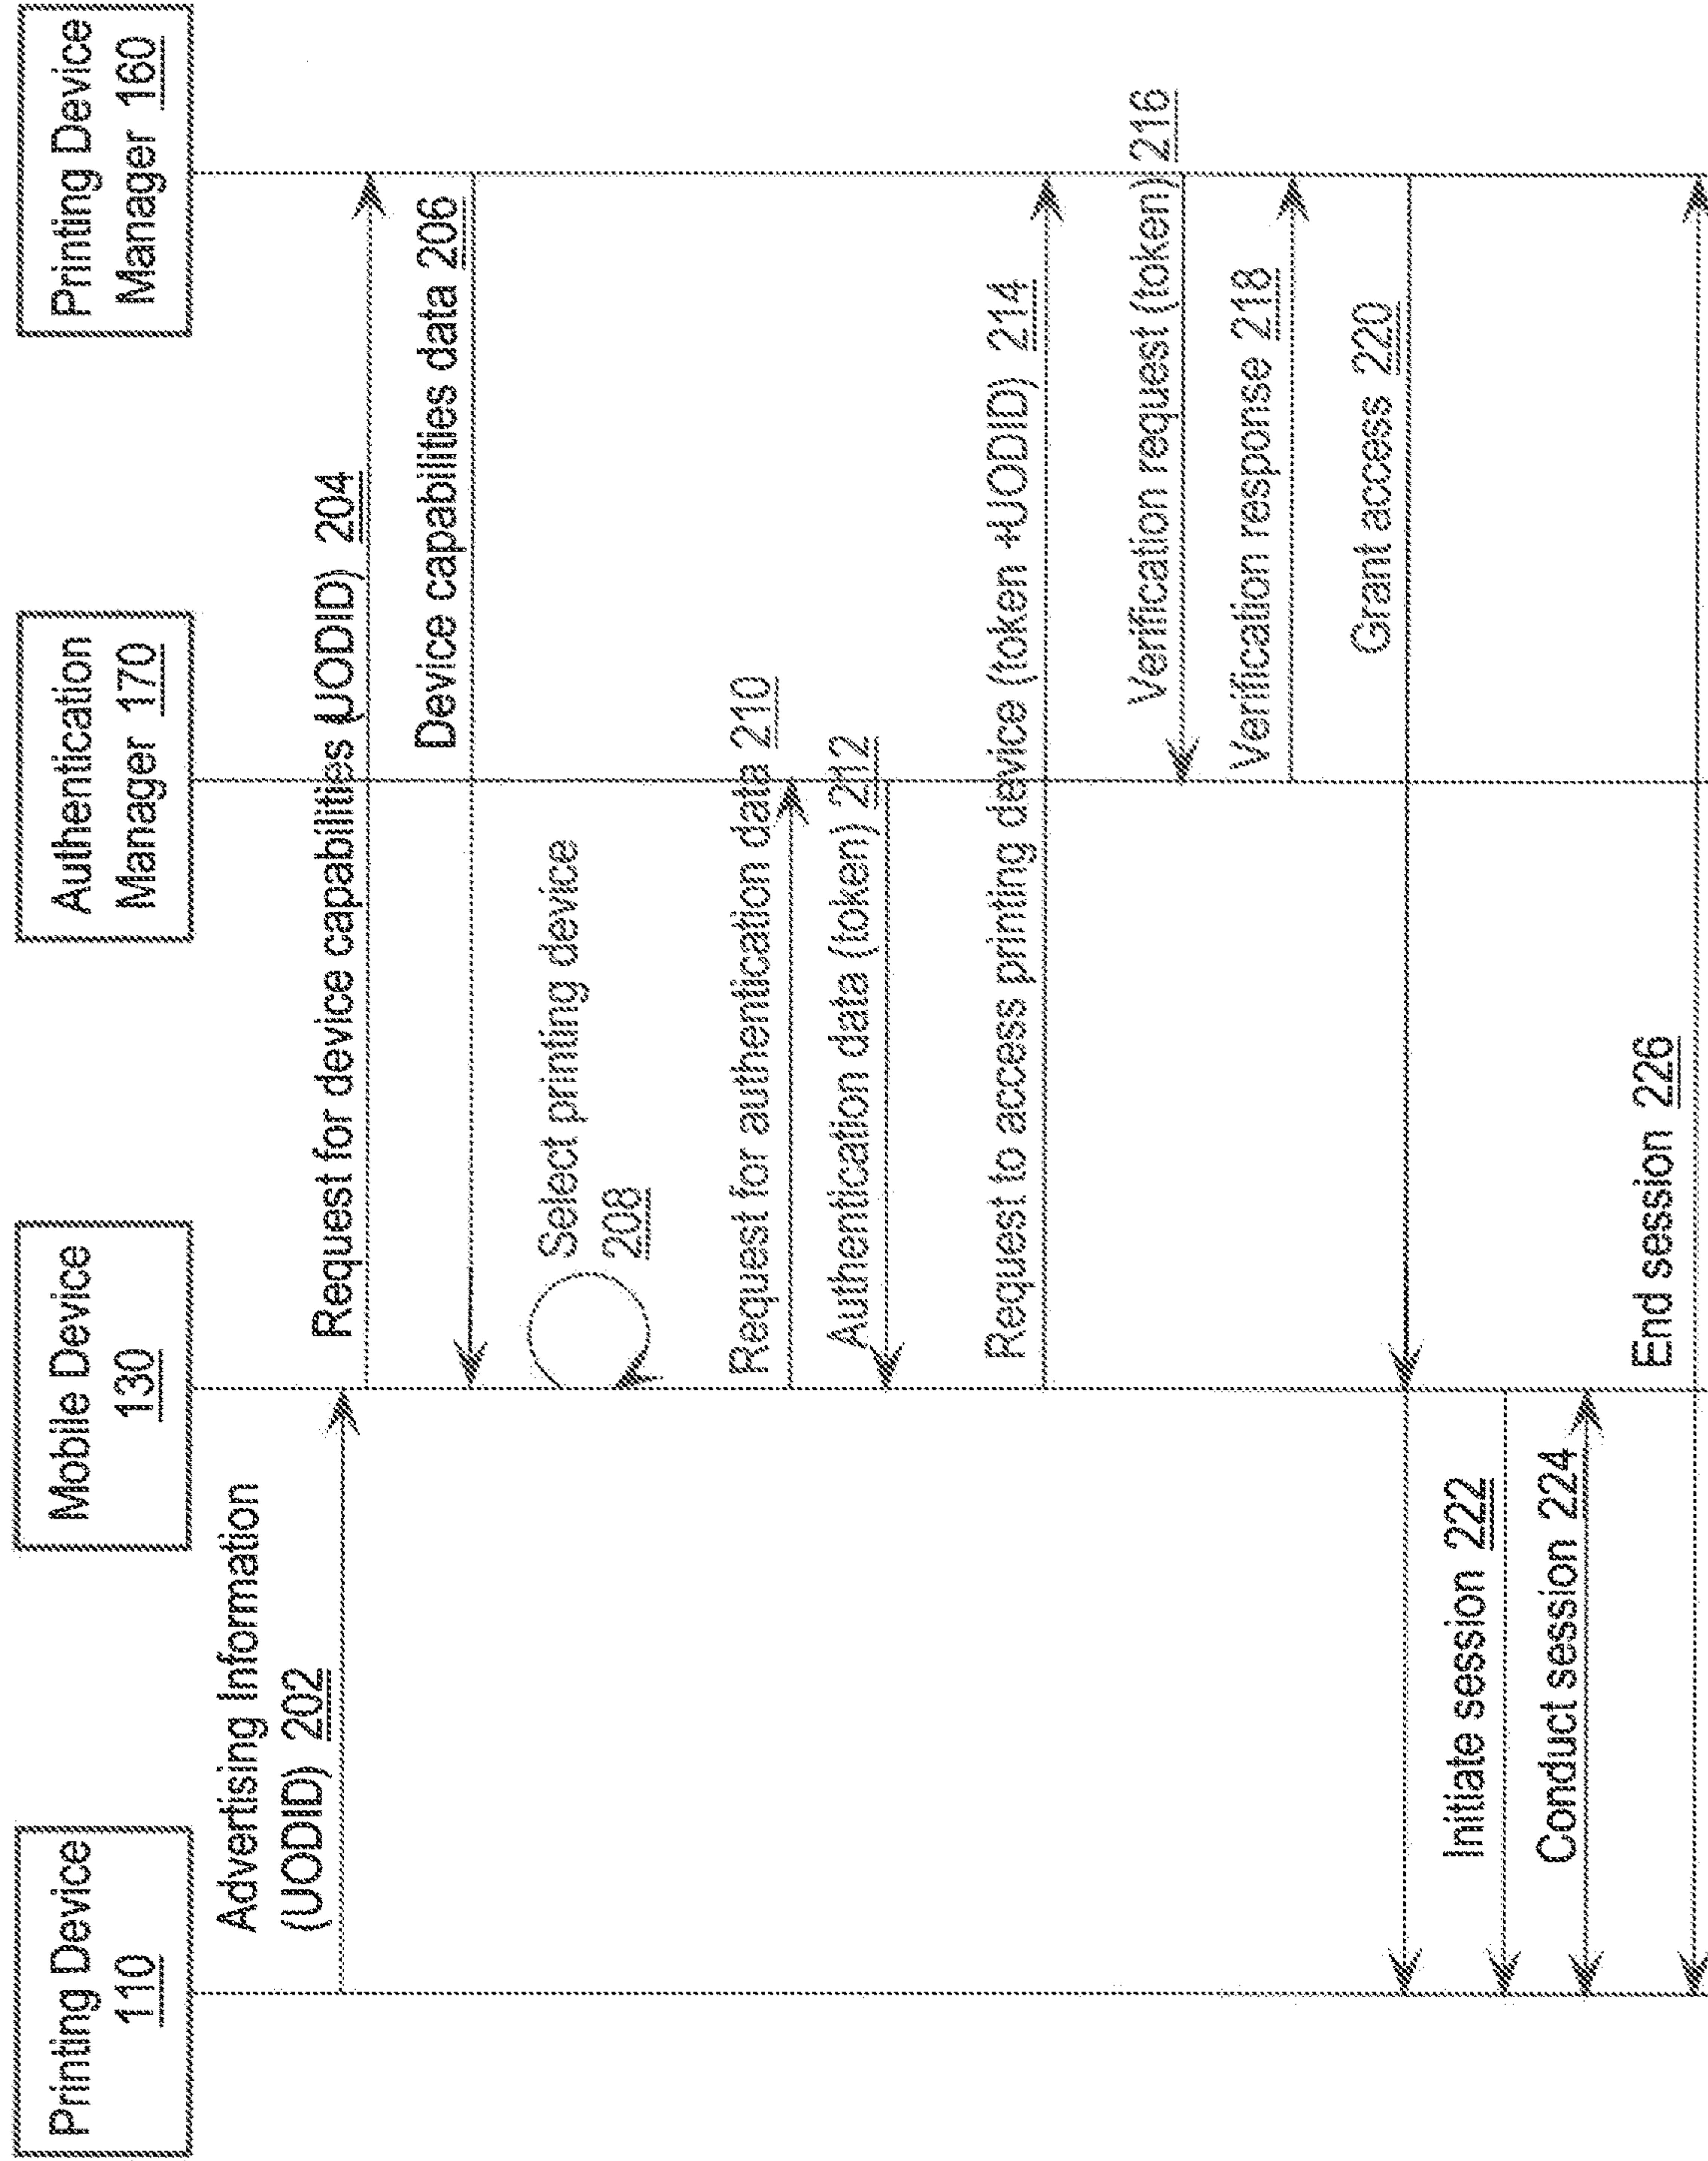 Printing Device
110
Mobile Device
130
Authentication
Manager 170
Printing Device
Manager 160
Advertising Information
(UODID) 202
Request for device capabilities (UODID) 204
Device capabilities data 206
Select printing device
208
Request for authentication data 210
Authentication data (token) 212
Request to access printing device (token +UODID) 214
Verification request (token) 216
Verification response 218
Grant access 220
Initiate session 222
Conduct session 224
End session 226